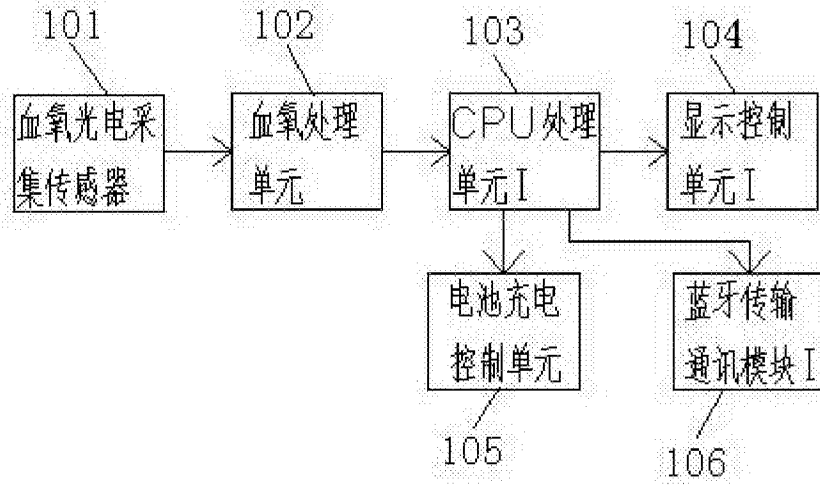 101
102
103
104
血氧光电采
集传感器
血氧处理
单元
CPU处理
单元I
显示控制
单元I
电池充电
控制单元
蓝牙传输
通讯模块I
105
106